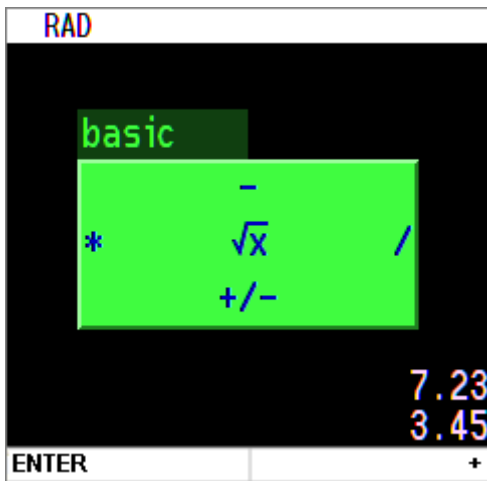 RAD
basic
-
* √x /
+/-
7.23
3.45
ENTER +